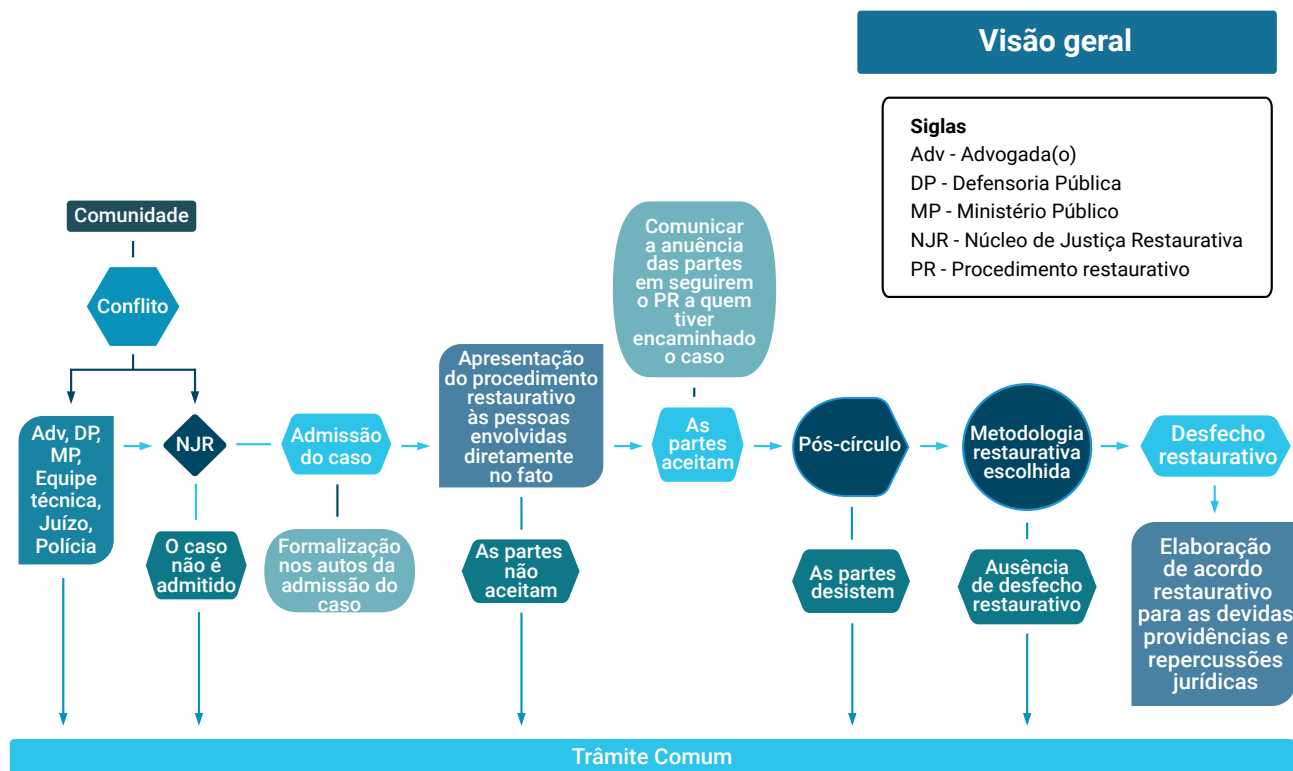 Visão geral
Siglas
Adv - Advogada(o)
DP - Defensoria Pública
MP - Ministério Público
NJR - Núcleo de Justiça Restaurativa
PR - Procedimento restaurativo
Comunidade
Conflito
Adv, DP,
MP,
Equipe
técnica,
Juízo,
Polícia
NJR
O caso
não é
admitido
Admissão
do caso
Formalização
nos autos da
admissão do
caso
Apresentação
do procedimento
restaurativo
às pessoas
envolvidas
diretamente
no fato
As partes
não
aceitam
Comunicar
a anuência
das partes
em seguirem
o PR a quem
tiver
encaminhado
o caso
As
partes
aceitam
Pós-círculo
As partes
desistem
Metodologia
restaurativa
escolhida
Ausência
de desfecho
restaurativo
Desfecho
restaurativo
Elaboração
de acordo
restaurativo
para as devidas
providências e
repercussões
jurídicas
Trâmite Comum